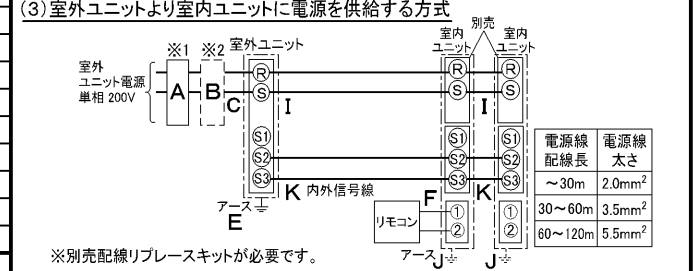 (3)室外ユニットより室内ユニットに電源を供給する方式
別売
※1 ※2 室外ユニット
室内
ユニット
室内
ユニット
室外
ユニット電源
単相 200V
A
B
C
I
I
R
S
S1
S2
S3
R
S
S1
S2
S3
①
②
R
S
S1
S2
S3
①
②
K 内外信号線
F
K
アース
E
リモコン
アース
J
J
電源線
配線長
電源線
太さ
~30m 2.0mm²
30~60m 3.5mm²
60~120m 5.5mm²
※別売配線リプレースキットが必要です。